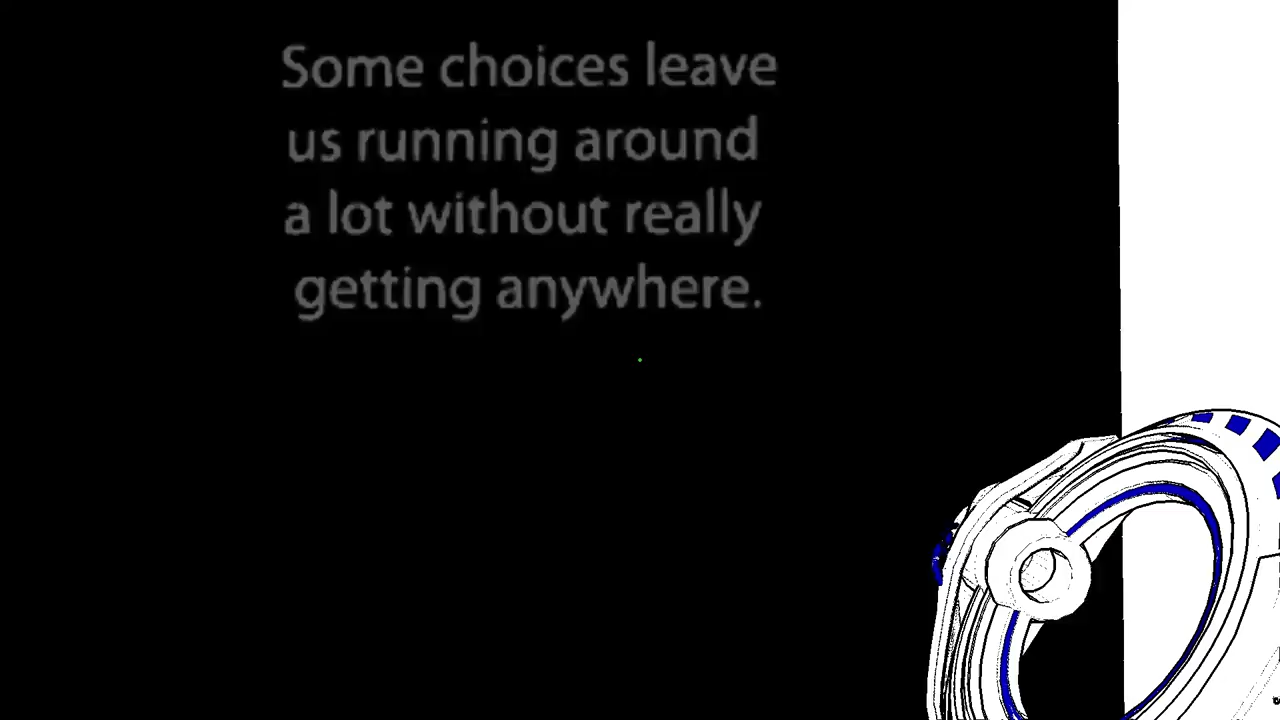 Some choices leave
us running around
a lot without really
getting anywhere.